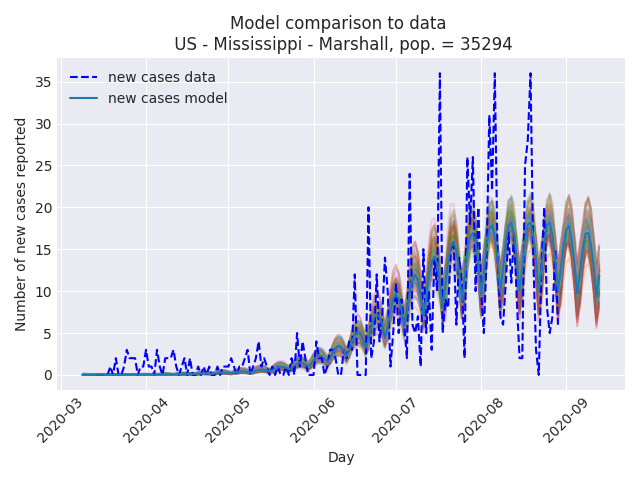 Model comparison to data
US - Mississippi - Marshall, pop. = 35294
new cases data
new cases model
Number of new cases reported
35
30
25
20
15
10
5
0
2020-03
2020-04
2020-05
2020-06
2020-07
2020-08
2020-09
Day